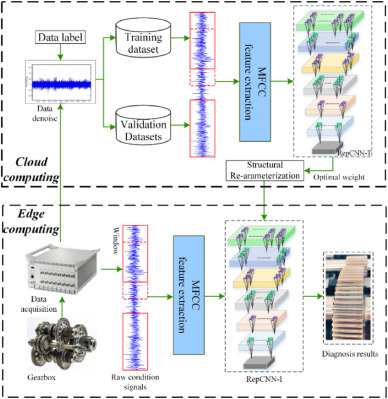 Data label
Training
dataset
Data
denoise
Validation
Datasets
MFCC
feature extraction
RepCNN-T
Cloud
computing
Structural
Re-arameterization
Optimal weight
Edge
computing
Window
Data
acquisition
MFCC
feature extraction
Gearbox
Raw condition
signals
RepCNN-I
Diagnosis results